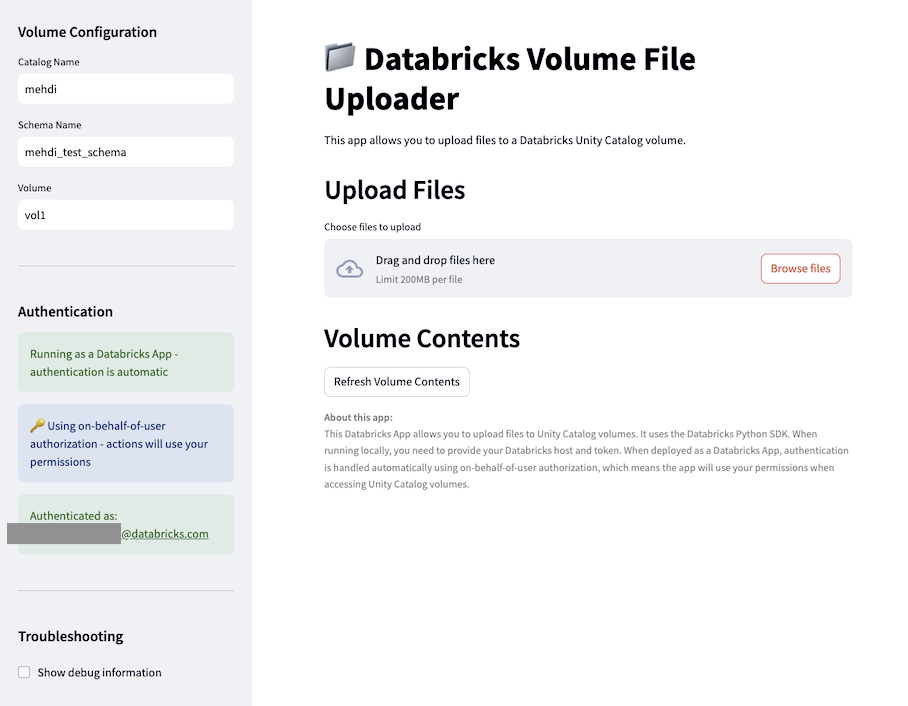 Volume Configuration
Catalog Name
mehdi
Schema Name
mehdi_test_schema
Volume
vol1
Authentication
Running as a Databricks App -
authentication is automatic
🔑 Using on-behalf-of-user
authorization - actions will use your
permissions
Authenticated as:
@databricks.com
Troubleshooting
Show debug information
📁 Databricks Volume File
Uploader
This app allows you to upload files to a Databricks Unity Catalog volume.
Upload Files
Choose files to upload
Drag and drop files here
Limit 200MB per file
Browse files
Volume Contents
Refresh Volume Contents
About this app:
This Databricks App allows you to upload files to Unity Catalog volumes. It uses the Databricks Python SDK. When
running locally, you need to provide your Databricks host and token. When deployed as a Databricks App, authentication
is handled automatically using on-behalf-of-user authorization, which means the app will use your permissions when
accessing Unity Catalog volumes.